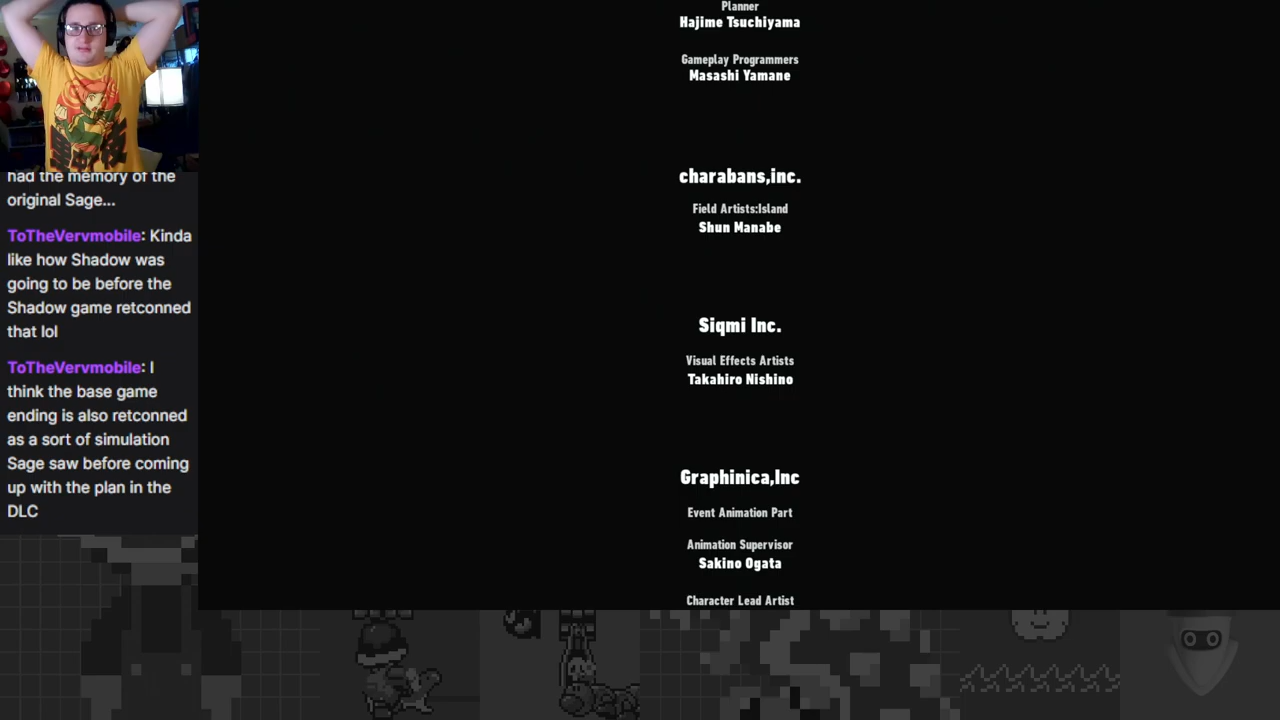 had the memory of the
original Sage...
ToTheVervmobile: Kinda
like how Shadow was
going to be before the
Shadow game retconned
that lol
ToTheVervmobile: I
think the base game
ending is also retconned
as a sort of simulation
Sage saw before coming
up with the plan in the
DLC
Planner
Hajime Tsuchiyama
Gameplay Programmers
Masashi Yamane
charabans,inc.
Field Artists:Island
Shun Manabe
Siqmi Inc.
Visual Effects Artists
Takahiro Nishino
Graphinica,Inc
Event Animation Part
Animation Supervisor
Sakino Ogata
Character Lead Artist